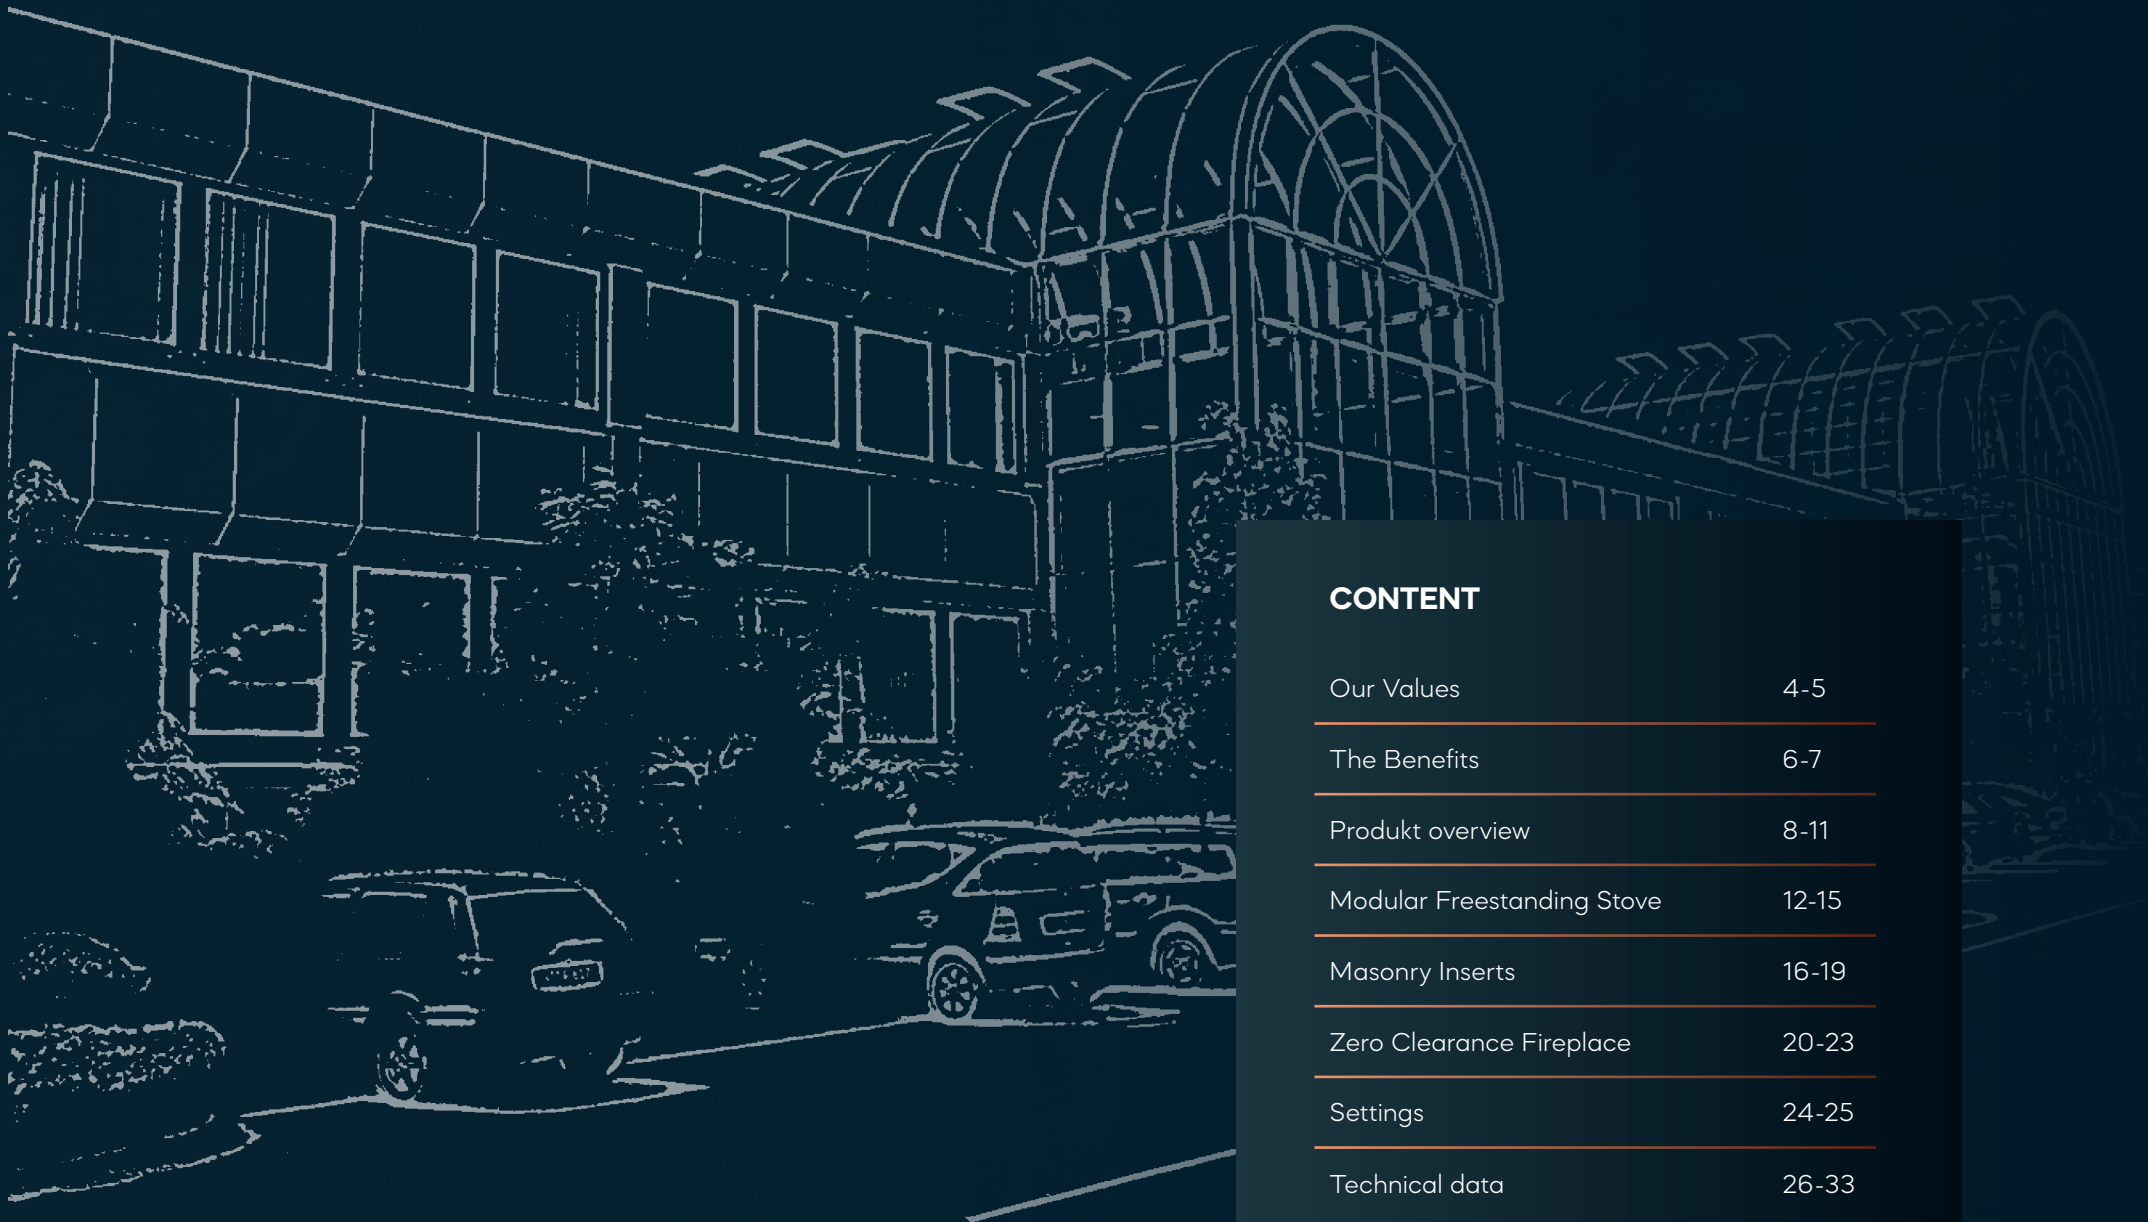 CONTENT
Our Values 4-5
The Benefits 6-7
Produkt overview 8-11
Modular Freestanding Stove 12-15
Masonry Inserts 16-19
Zero Clearance Fireplace 20-23
Settings 24-25
Technical data 26-33